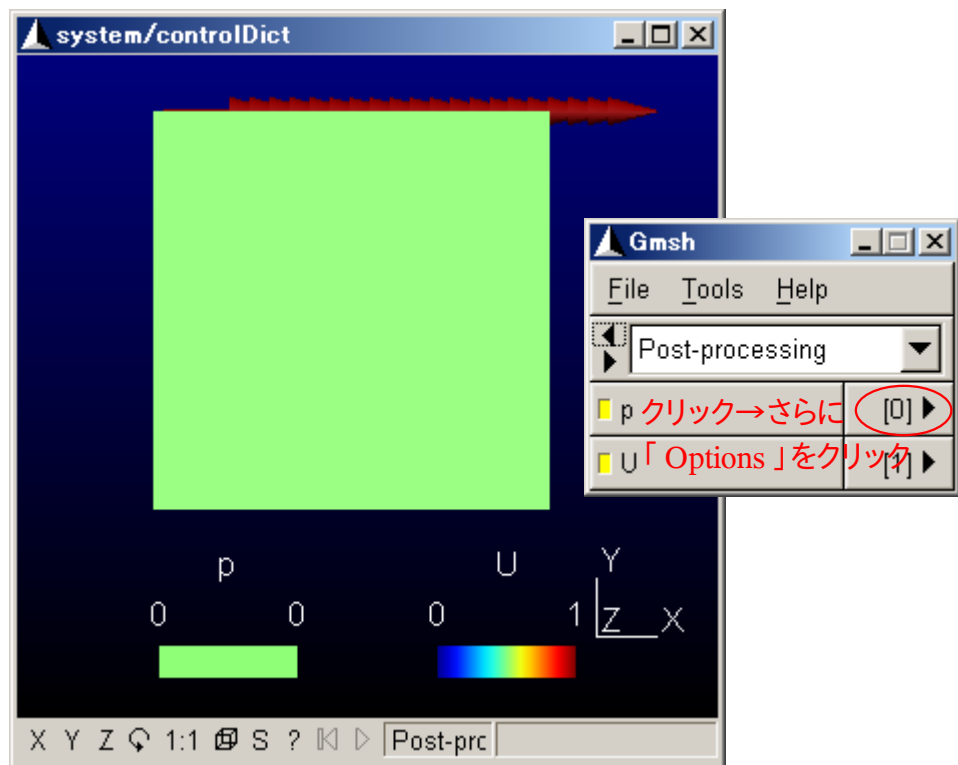 system/controlDict
p
U
0
0
0
1
Y
Z
X
X Y Z 1:1 S ? Post-prc
Gmsh
File Tools Help
Post-processing
p クリック→さらに [0]
U 「 Options 」をクリック [1]